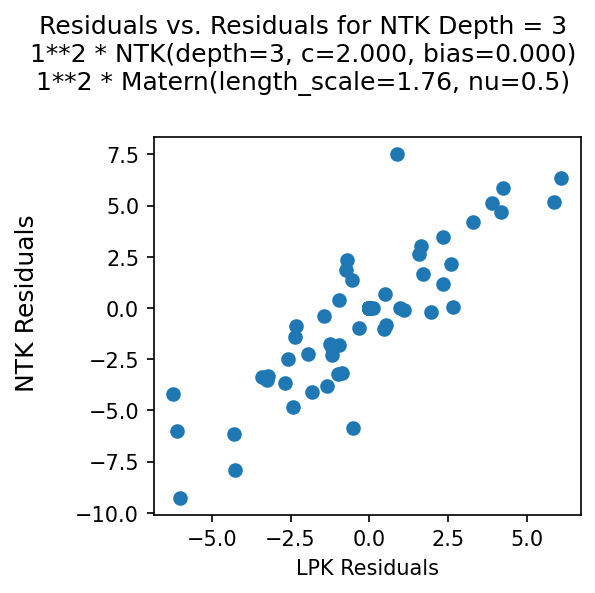 Residuals vs. Residuals for NTK Depth = 3
1**2 * NTK(depth=3, c=2.000, bias=0.000)
1**2 * Matern(length_scale=1.76, nu=0.5)
7.5
5.0
2.5
0.0
−2.5
−5.0
−7.5
−10.0
NTK Residuals
−5.0 −2.5 0.0 2.5 5.0
LPK Residuals